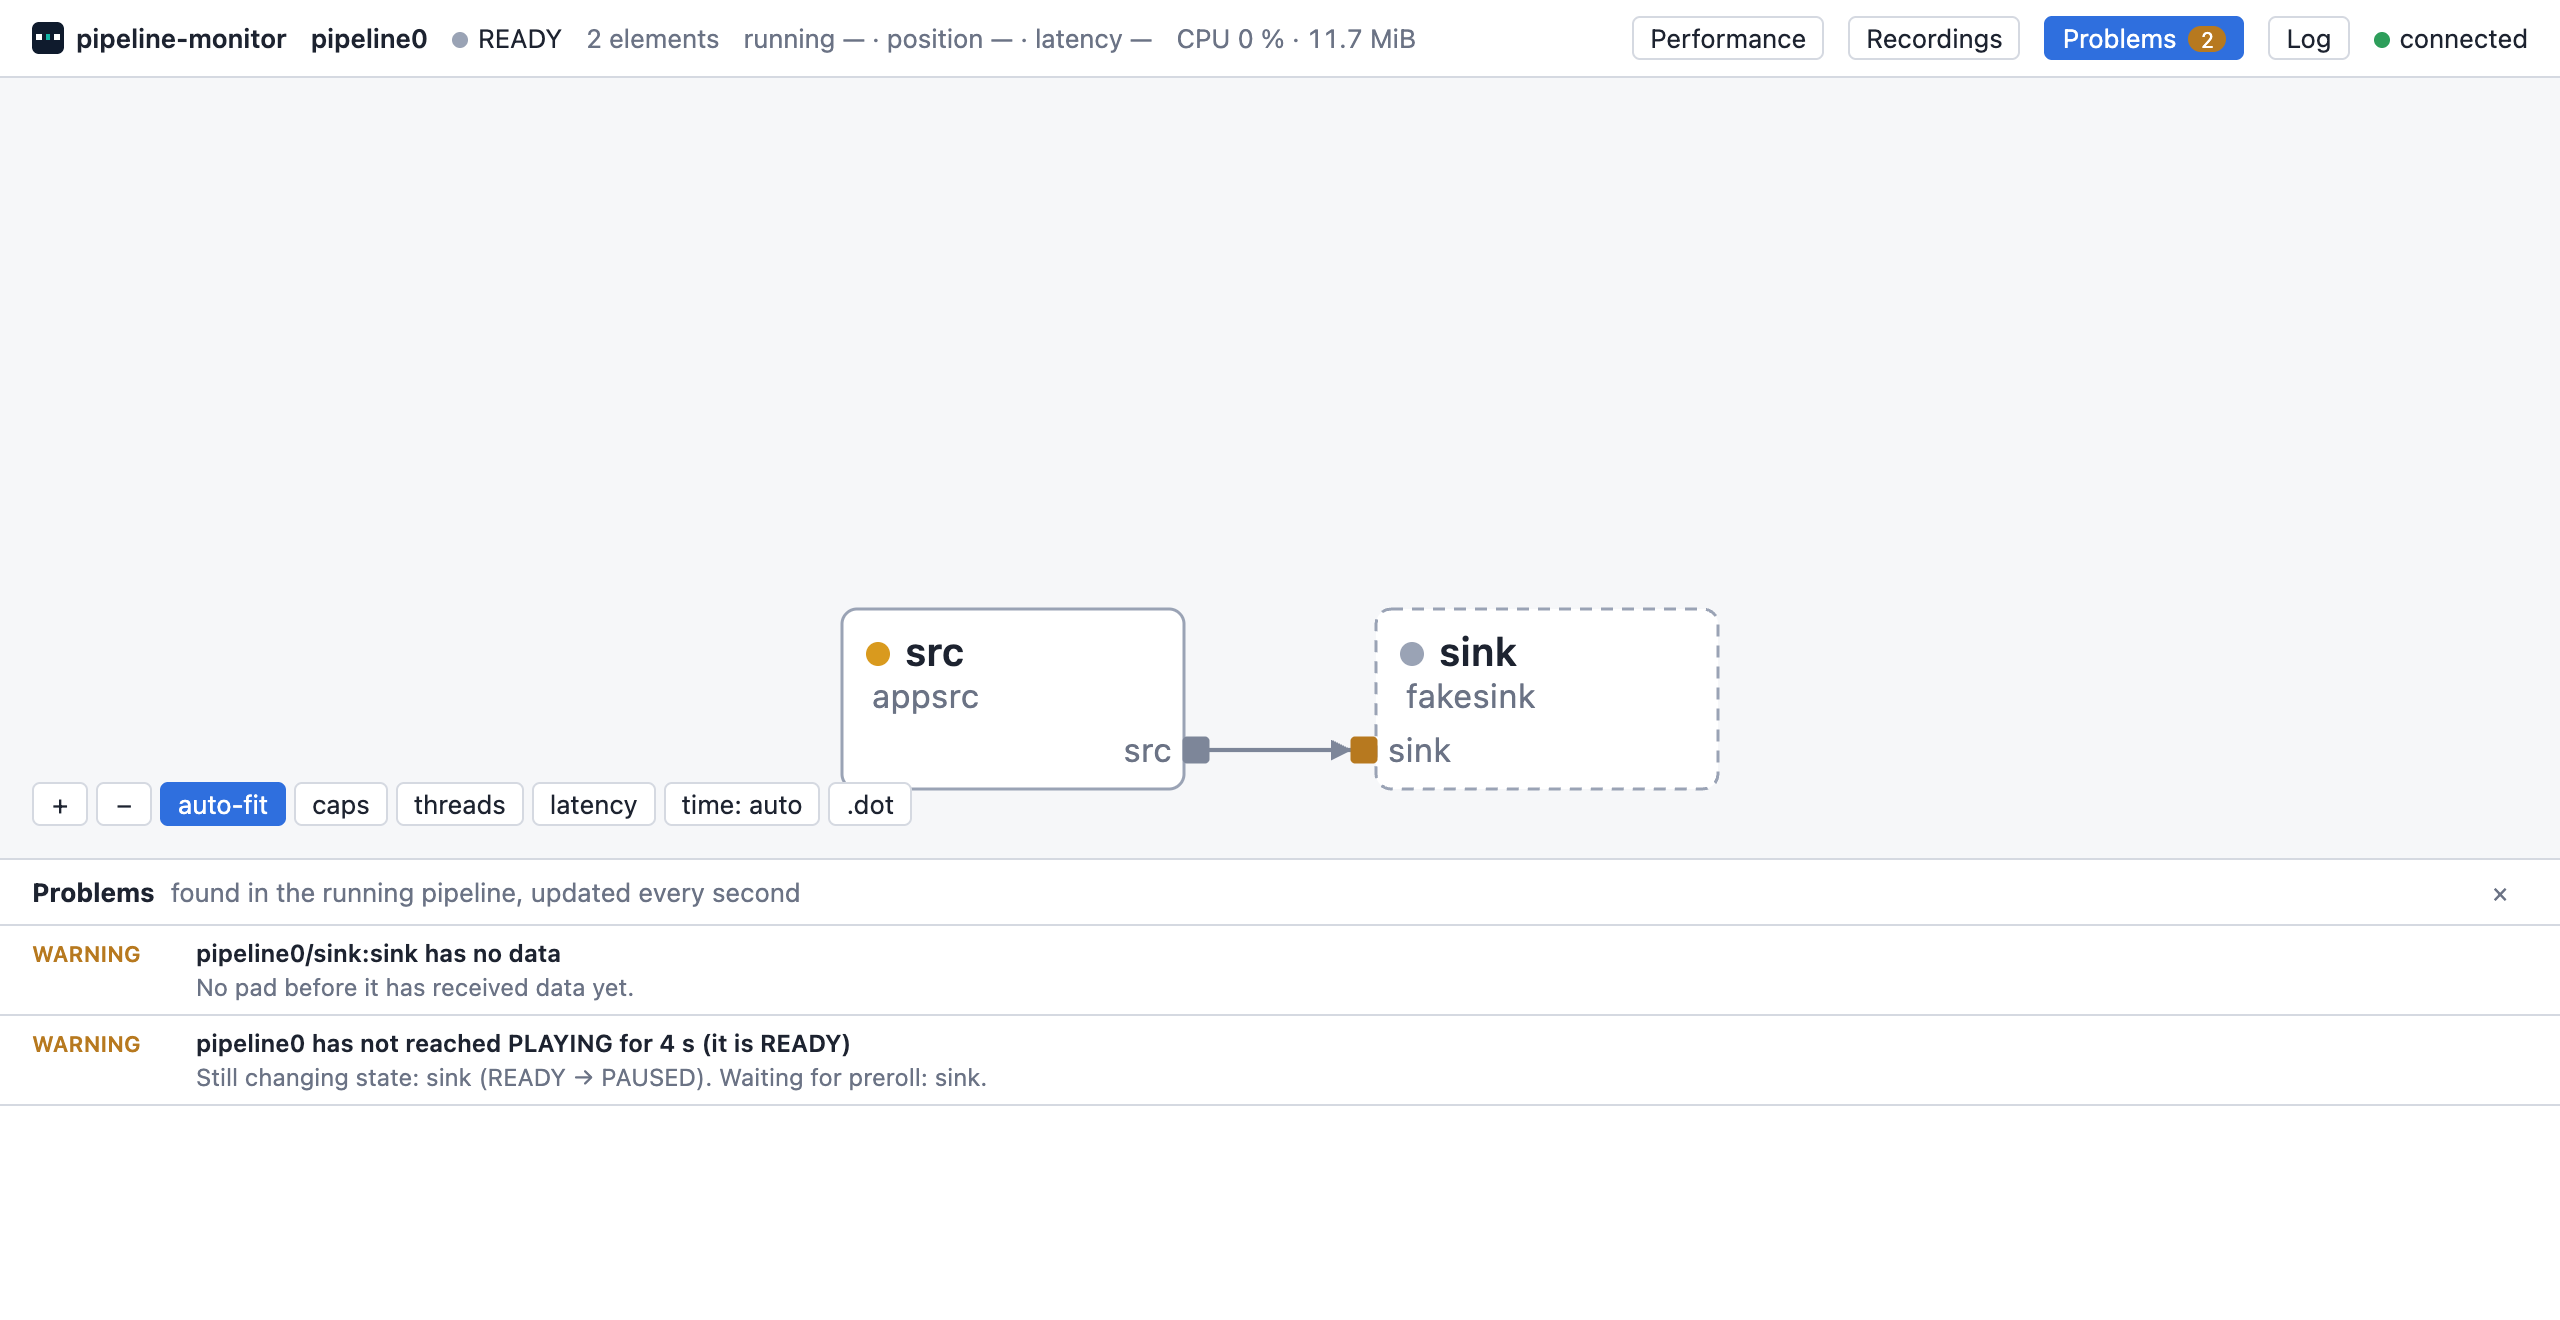 pipeline-monitor pipeline0 READY 2 elements running — · position — · latency — CPU 0 % · 11.7 MiB Performance Recordings Problems 2 Log connected
src
appsrc
src
sink
fakesink
sink
+ − auto-fit caps threads latency time: auto .dot
Problems found in the running pipeline, updated every second ×
WARNING pipeline0/sink:sink has no data
No pad before it has received data yet.
WARNING pipeline0 has not reached PLAYING for 4 s (it is READY)
Still changing state: sink (READY → PAUSED). Waiting for preroll: sink.